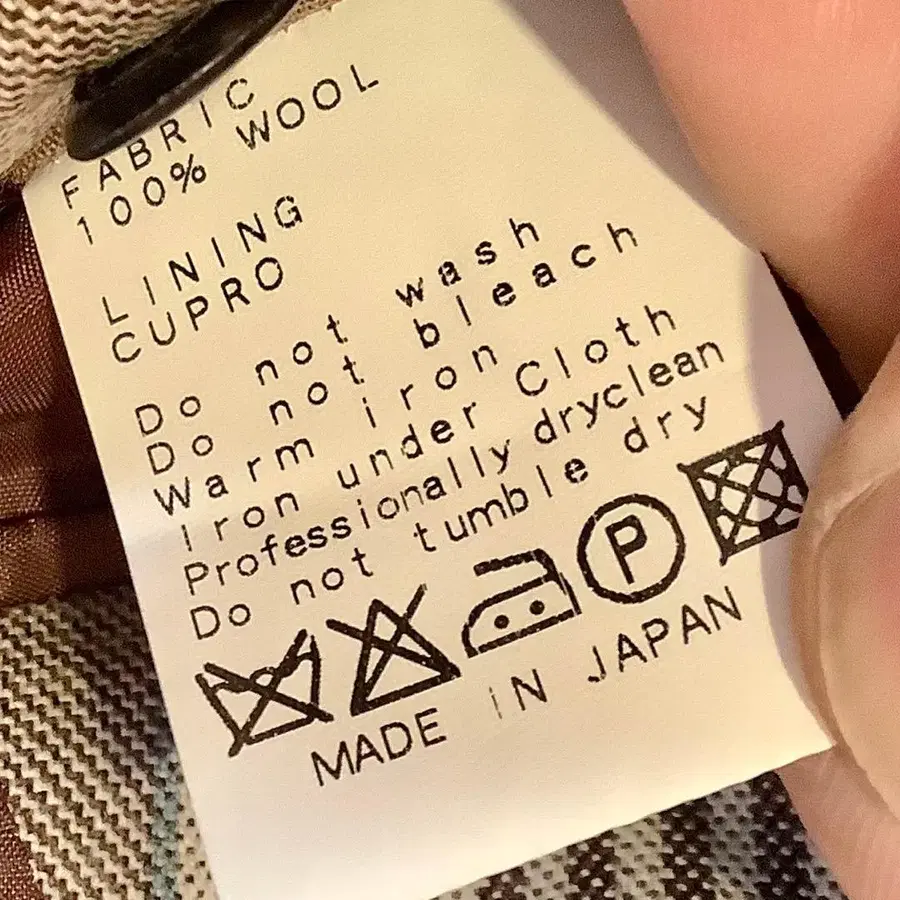 FABRIC
100% WOOL
LINING
CUPRO
Do not wash
Do not bleach
Warm iron
Iron under Cloth
Professionally dryclean
Do not tumble dry
P
MADE IN JAPAN